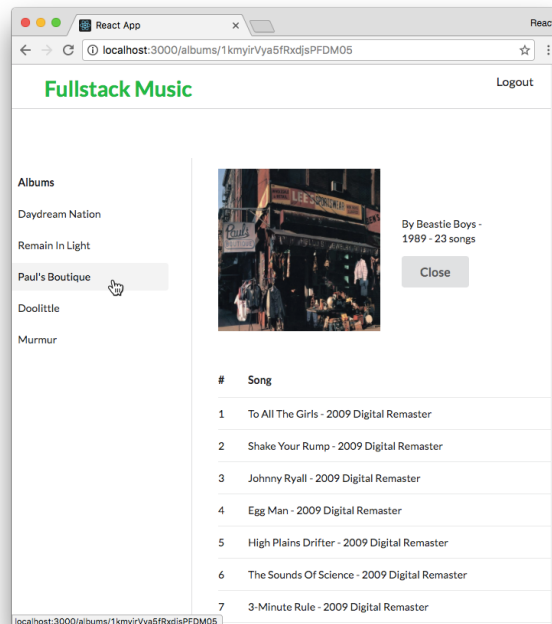 React App
Reac
localhost:3000/albums/1kmyirVya5fRxdjsPFDM05
Fullstack Music
Logout
Albums
Daydream Nation
Remain In Light
Paul's Boutique
Doolittle
Murmur
By Beastie Boys -
1989 - 23 songs
Close
# Song
1 To All The Girls - 2009 Digital Remaster
2 Shake Your Rump - 2009 Digital Remaster
3 Johnny Ryall - 2009 Digital Remaster
4 Egg Man - 2009 Digital Remaster
5 High Plains Drifter - 2009 Digital Remaster
6 The Sounds Of Science - 2009 Digital Remaster
7 3-Minute Rule - 2009 Digital Remaster
localhost:3000/albums/1kmyirVya5fRxdjsPFDM05